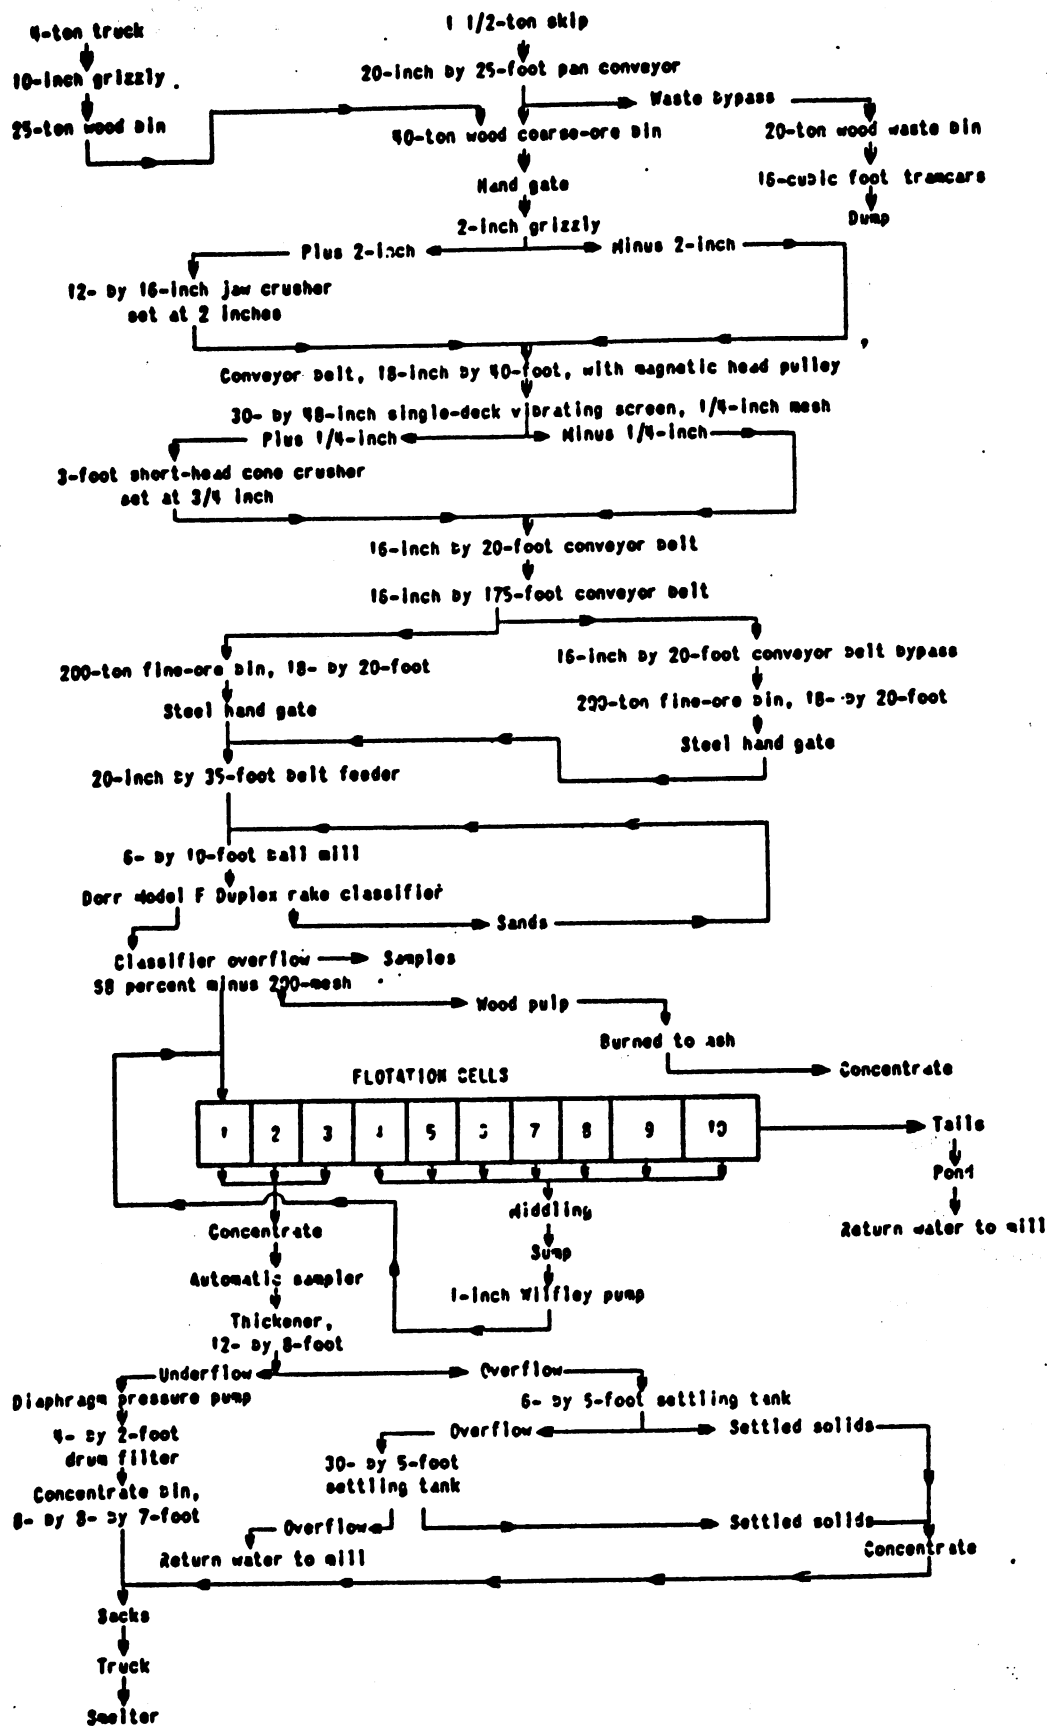 4-ton truck
1 1/2-ton skip
10-inch grizzly
20-inch by 25-foot pan conveyor
Waste bypass
25-ton wood bin
40-ton wood coarse-ore bin
20-ton wood waste bin
Hand gate
16-cubic foot tramcars
Dump
2-inch grizzly
Plus 2-inch
Minus 2-inch
12- by 16-inch jaw crusher
set at 2 inches
Conveyor belt, 18-inch by 40-foot, with magnetic head pulley
30- by 48-inch single-deck vibrating screen, 1/4-inch mesh
Plus 1/4-inch
Minus 1/4-inch
3-foot short-head cone crusher
set at 3/4 inch
16-inch by 20-foot conveyor belt
16-inch by 175-foot conveyor belt
200-ton fine-ore bin, 18- by 20-foot
16-inch by 20-foot conveyor belt bypass
Steel hand gate
200-ton fine-ore bin, 18- by 20-foot
Steel hand gate
20-inch by 35-foot belt feeder
6- by 10-foot ball mill
Dorr Model F Duplex rake classifier
Sands
Classifier overflow
Samples
58 percent minus 200-mesh
Wood pulp
Burned to ash
Concentrate
FLOTATION CELLS
1 2 3 4 5 6 7 8 9 10
Tails
Pond
Return water to mill
Middling
Concentrate
Sump
Automatic sampler
1-inch Wilfley pump
Thickener,
12- by 8-foot
Underflow
Overflow
Diaphragm pressure pump
6- by 5-foot settling tank
4- by 2-foot
drum filter
Overflow
Settled solids
30- by 5-foot
settling tank
Concentrate bin,
8- by 8- by 7-foot
Overflow
Settled solids
Return water to mill
Concentrate
Sacks
Truck
Smelter